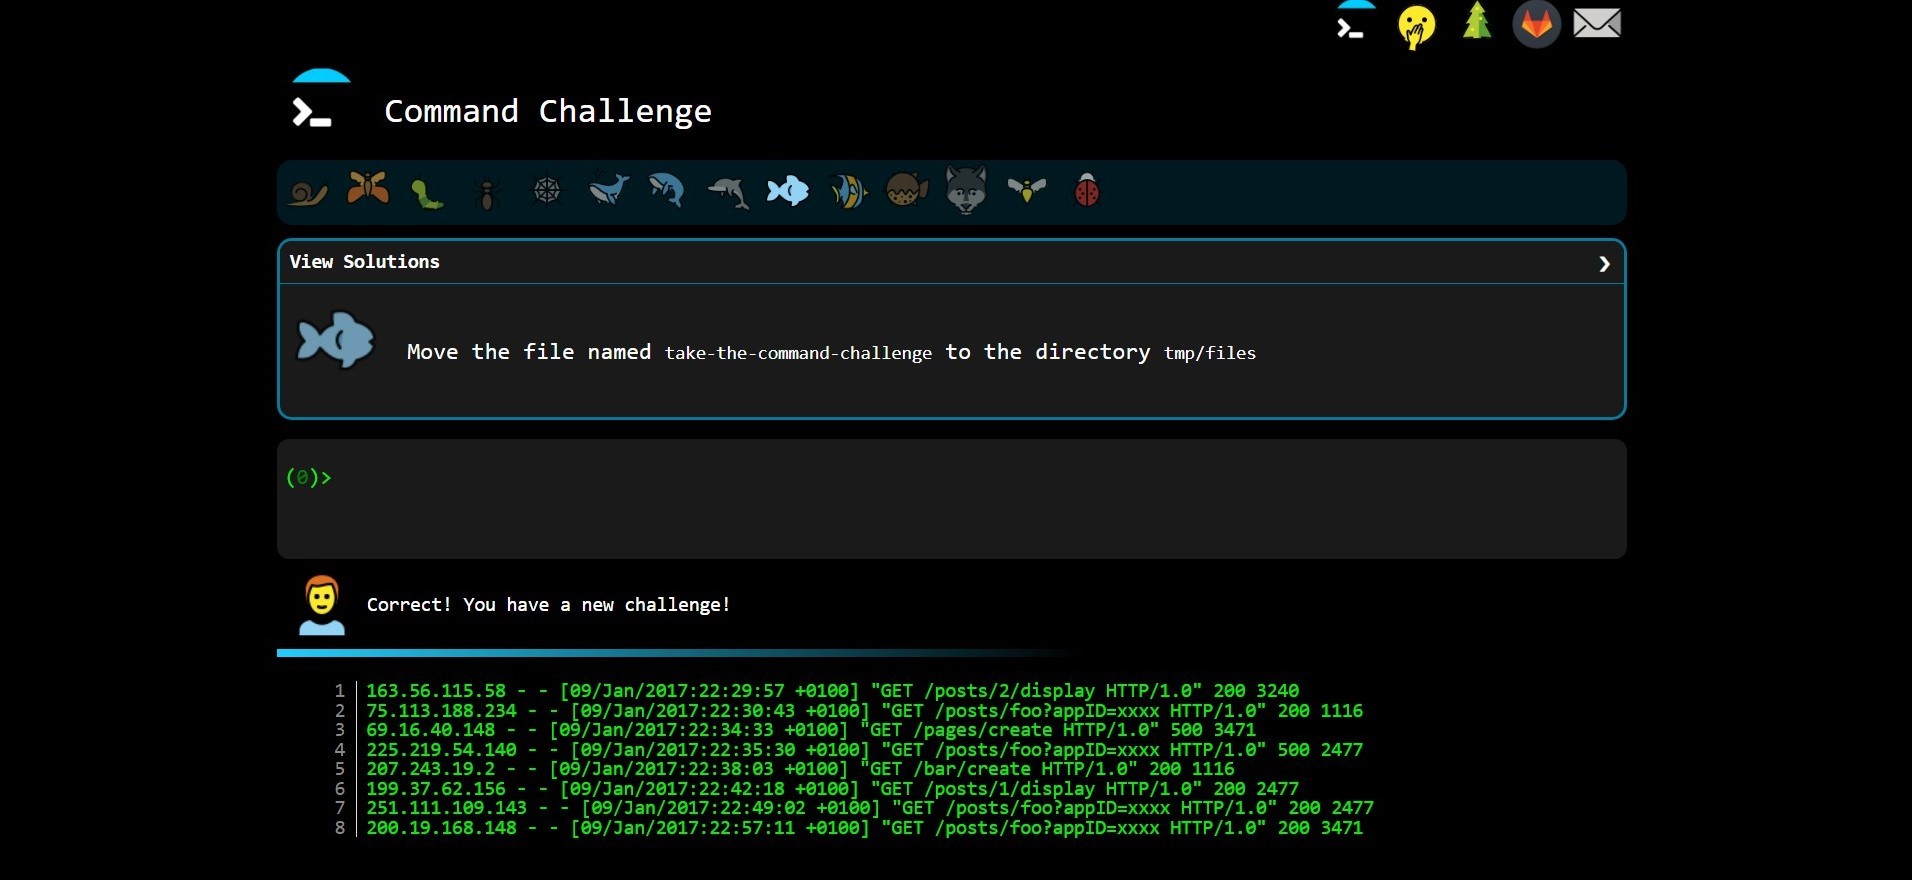 Command Challenge
View Solutions
Move the file named take-the-command-challenge to the directory tmp/files
(0)>
Correct! You have a new challenge!
1 163.56.115.58 - - [09/Jan/2017:22:29:57 +0100] "GET /posts/2/display HTTP/1.0" 200 3240
2 75.113.188.234 - - [09/Jan/2017:22:30:43 +0100] "GET /posts/foo?appID=xxxx HTTP/1.0" 200 1116
3 69.16.40.148 - - [09/Jan/2017:22:34:33 +0100] "GET /pages/create HTTP/1.0" 500 3471
4 225.219.54.140 - - [09/Jan/2017:22:35:30 +0100] "GET /posts/foo?appID=xxxx HTTP/1.0" 500 2477
5 207.243.19.2 - - [09/Jan/2017:22:38:03 +0100] "GET /bar/create HTTP/1.0" 200 1116
6 199.37.62.156 - - [09/Jan/2017:22:42:18 +0100] "GET /posts/1/display HTTP/1.0" 200 2477
7 251.111.109.143 - - [09/Jan/2017:22:49:02 +0100] "GET /posts/foo?appID=xxxx HTTP/1.0" 200 2477
8 200.19.168.148 - - [09/Jan/2017:22:57:11 +0100] "GET /posts/foo?appID=xxxx HTTP/1.0" 200 3471